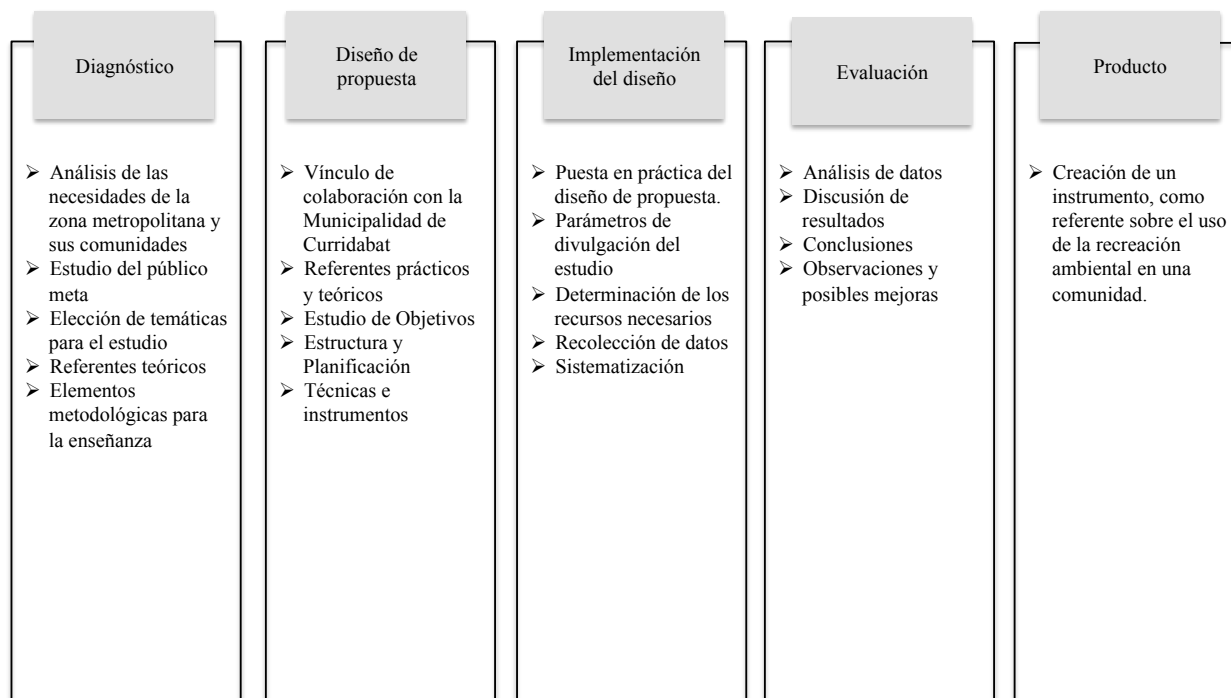 Diagnóstico
➢ Análisis de las
necesidades de la
zona metropolitana y
sus comunidades
➢ Estudio del público
meta
➢ Elección de temáticas
para el estudio
➢ Referentes teóricos
➢ Elementos
metodológicas para
la enseñanza
Diseño de
propuesta
➢ Vínculo de
colaboración con la
Municipalidad de
Curridabat
➢ Referentes prácticos
y teóricos
➢ Estudio de Objetivos
➢ Estructura y
Planificación
➢ Técnicas e
instrumentos
Implementación
del diseño
➢ Puesta en práctica del
diseño de propuesta.
➢ Parámetros de
divulgación del
estudio
➢ Determinación de los
recursos necesarios
➢ Recolección de datos
➢ Sistematización
Evaluación
➢ Análisis de datos
➢ Discusión de
resultados
➢ Conclusiones
➢ Observaciones y
posibles mejoras
Producto
➢ Creación de un
instrumento, como
referente sobre el uso
de la recreación
ambiental en una
comunidad.